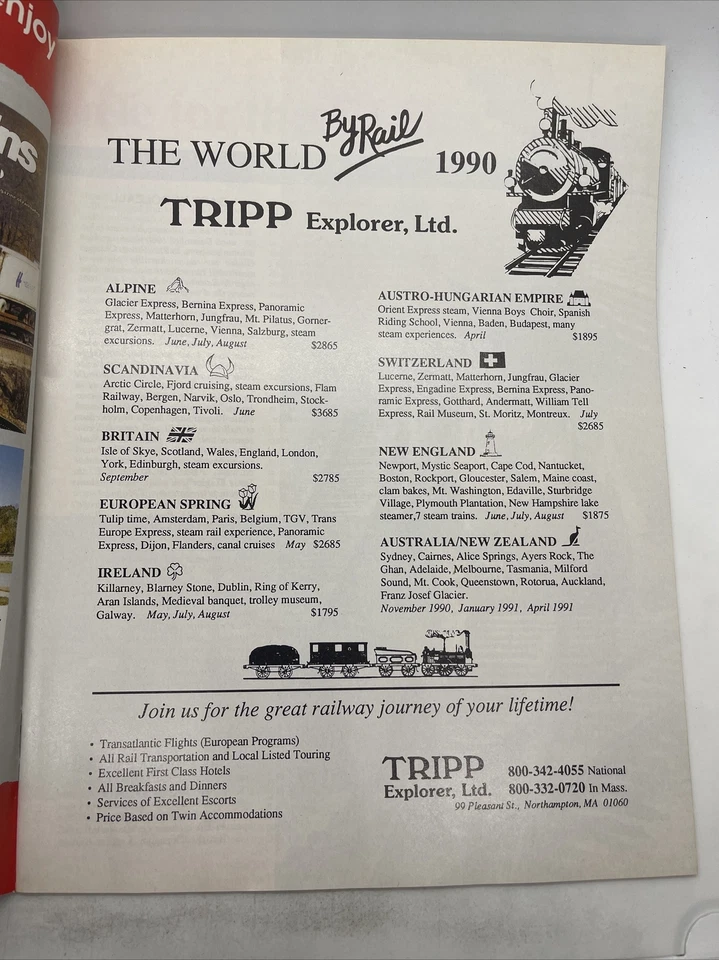 enjoy
ns
THE WORLD By Rail 1990
TRIPP Explorer, Ltd.
ALPINE
Glacier Express, Bernina Express, Panoramic
Express, Matterhorn, Jungfrau, Mt. Pilatus, Gorner-
grat, Zermatt, Lucerne, Vienna, Salzburg, steam
excursions. June, July, August $2865
SCANDINAVIA
Arctic Circle, Fjord cruising, steam excursions, Flam
Railway, Bergen, Narvik, Oslo, Trondheim, Stock-
holm, Copenhagen, Tivoli. June $3685
BRITAIN
Isle of Skye, Scotland, Wales, England, London,
York, Edinburgh, steam excursions.
September $2785
EUROPEAN SPRING
Tulip time, Amsterdam, Paris, Belgium, TGV, Trans
Europe Express, steam rail experience, Panoramic
Express, Dijon, Flanders, canal cruises May $2685
IRELAND
Killarney, Blarney Stone, Dublin, Ring of Kerry,
Aran Islands, Medieval banquet, trolley museum,
Galway. May, July, August $1795
AUSTRO-HUNGARIAN EMPIRE
Orient Express steam, Vienna Boys Choir, Spanish
Riding School, Vienna, Baden, Budapest, many
steam experiences. April $1895
SWITZERLAND
Lucerne, Zermatt, Matterhorn, Jungfrau, Glacier
Express, Engadine Express, Bernina Express, Pano-
ramic Express, Gotthard, Andermatt, William Tell
Express, Rail Museum, St. Moritz, Montreux. July
$2685
NEW ENGLAND
Newport, Mystic Seaport, Cape Cod, Nantucket,
Boston, Rockport, Gloucester, Salem, Maine coast,
clam bakes, Mt. Washington, Edaville, Sturbridge
Village, Plymouth Plantation, New Hampshire lake
steamer,7 steam trains. June, July, August $1875
AUSTRALIA/NEW ZEALAND
Sydney, Cairnes, Alice Springs, Ayers Rock, The
Ghan, Adelaide, Melbourne, Tasmania, Milford
Sound, Mt. Cook, Queenstown, Rotorua, Auckland,
Franz Josef Glacier.
November 1990, January 1991, April 1991
Join us for the great railway journey of your lifetime!
• Transatlantic Flights (European Programs)
• All Rail Transportation and Local Listed Touring
• Excellent First Class Hotels
• All Breakfasts and Dinners
• Services of Excellent Escorts
• Price Based on Twin Accommodations
TRIPP
Explorer, Ltd.
800-342-4055 National
800-332-0720 In Mass.
99 Pleasant St., Northampton, MA 01060